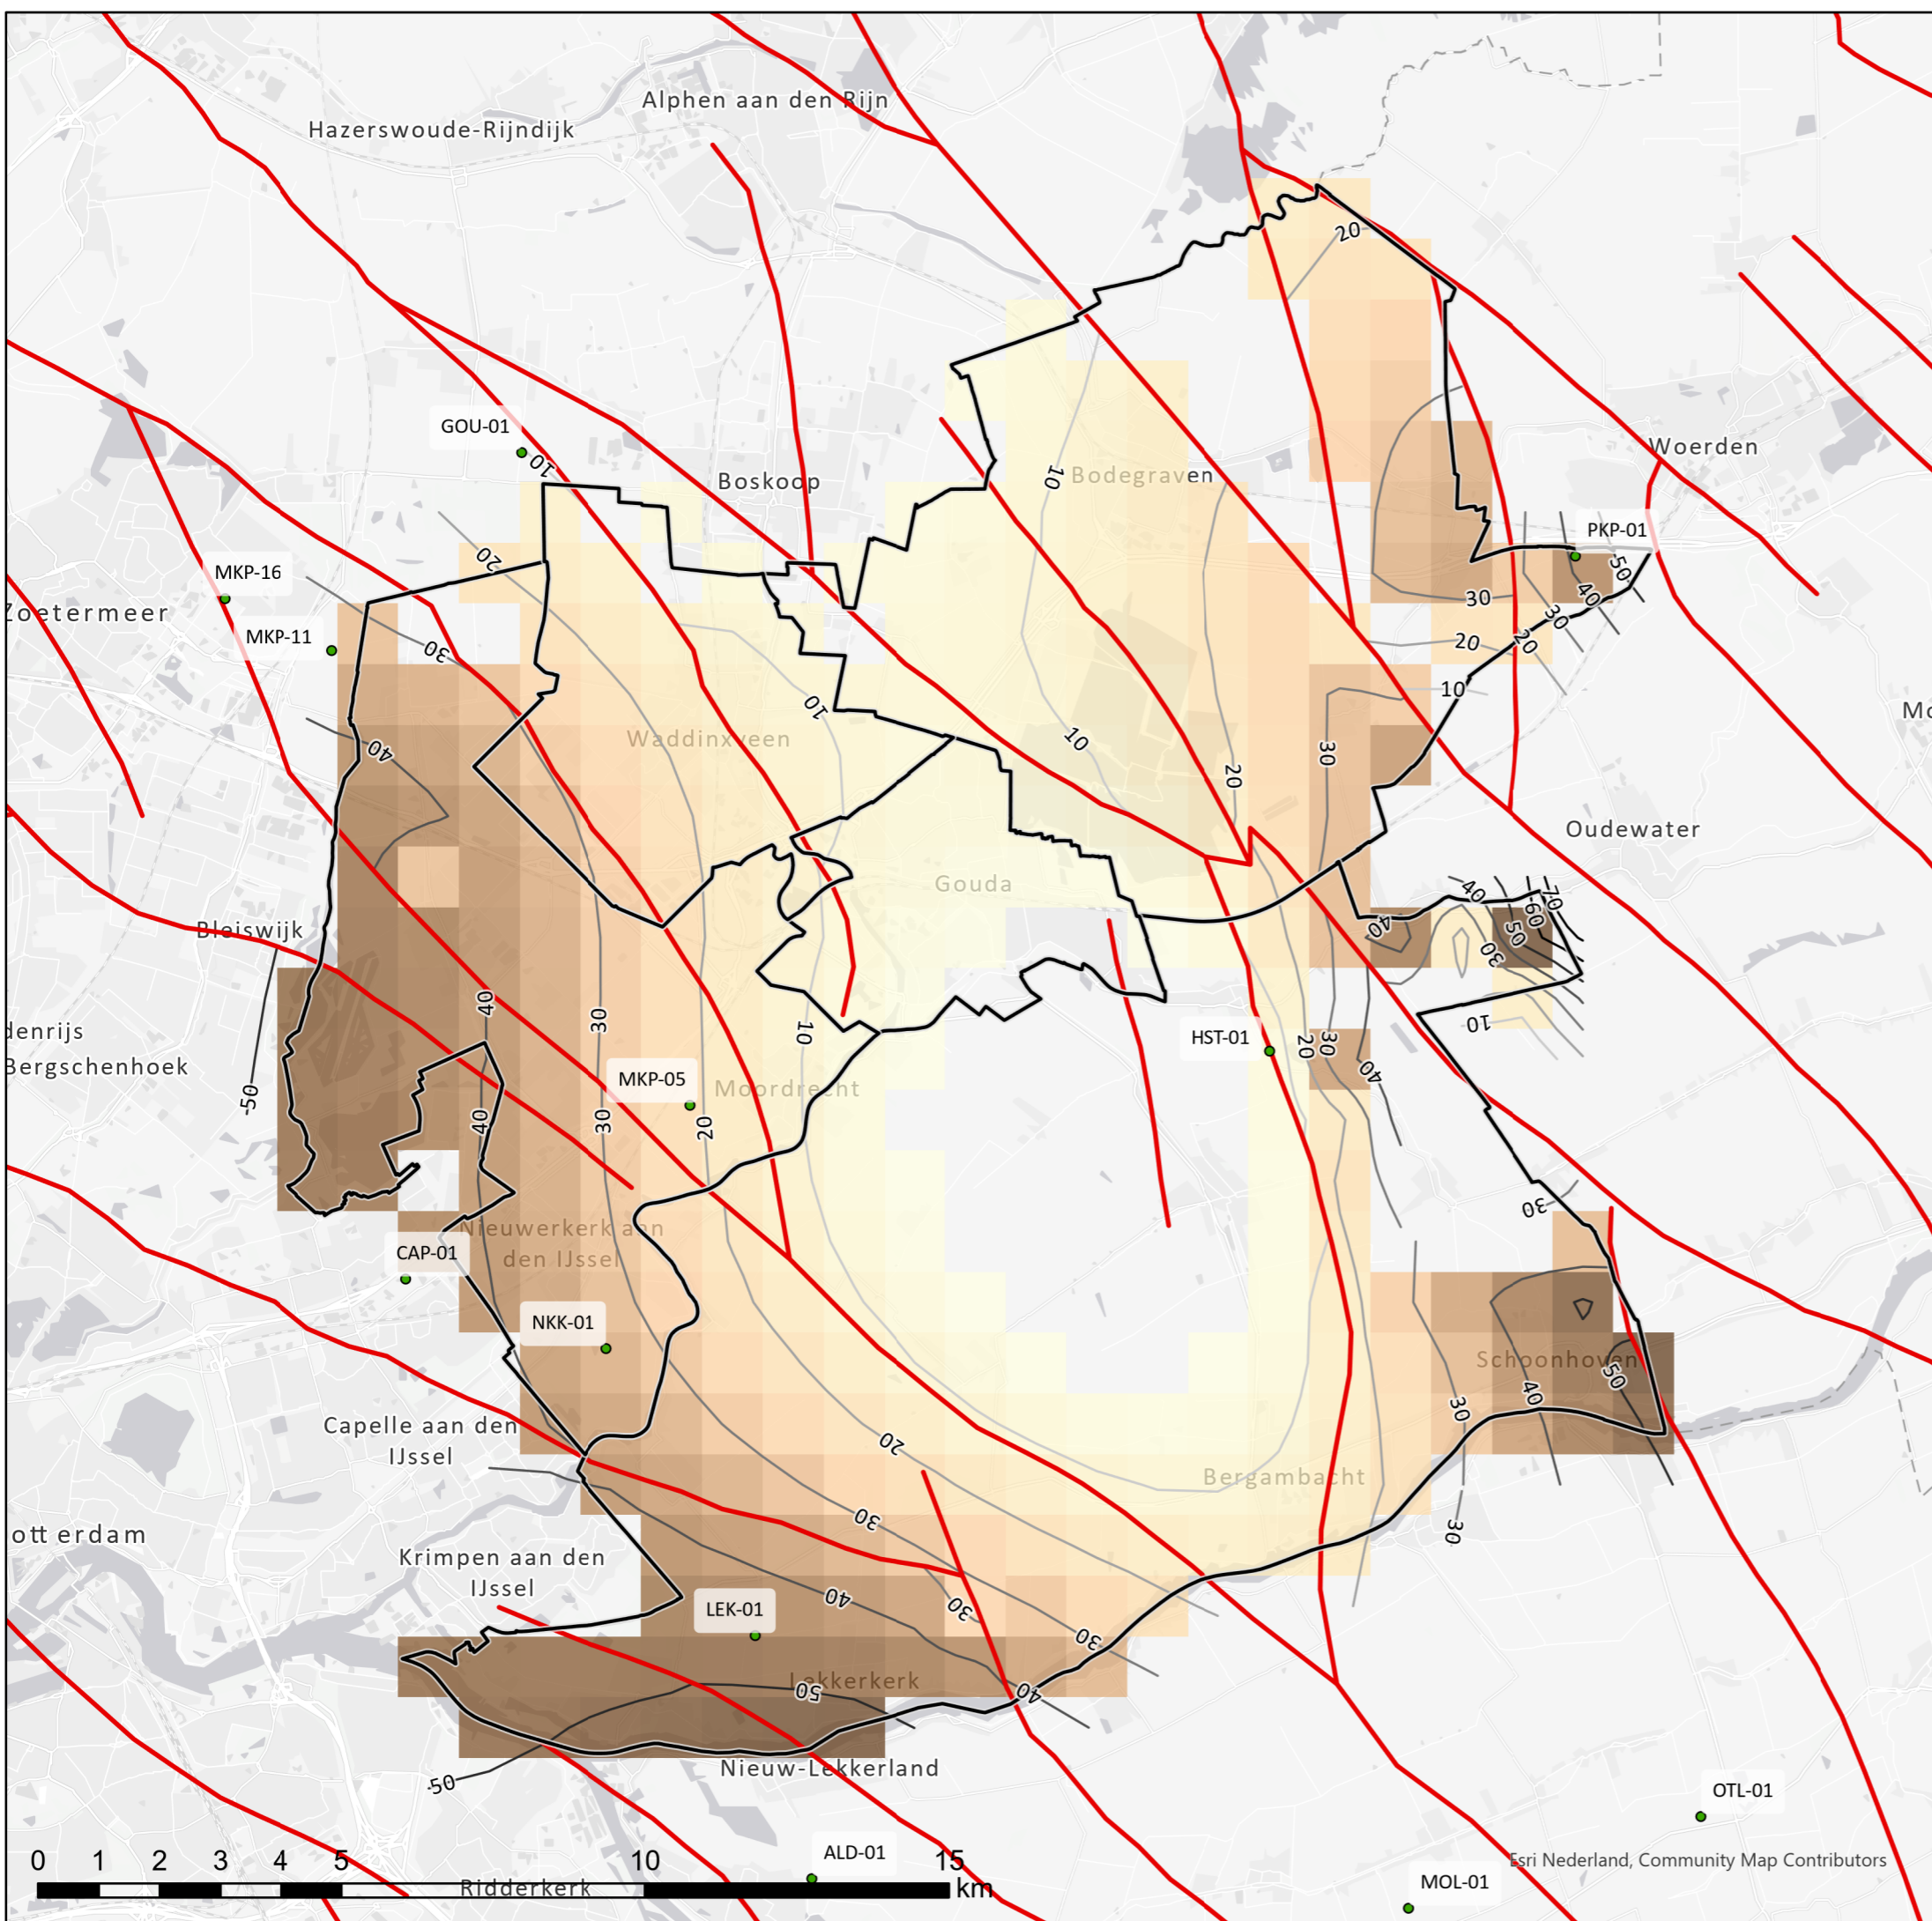 Alphen aan den Rijn
Hazerswoude-Rijndijk
20
GOU-01
10
Boskoop
10
Bodegraven
Woerden
PKP-01
50
40
30
20
MKP-16
20
Zoetermeer
MKP-11
30
30
20
10
10
Mo
40
Waddinxveen
10
20
30
Oudewater
Gouda
40
40
30
50
60
70
Bleiswijk
denrijs
Bergschenhoek
40
30
10
10
HST-01
20
30
40
50
40
30
MKP-05
20
Moordrecht
30
Nieuwerkerk aan
den IJssel
CAP-01
NKK-01
Schoonhoven
50
40
30
Capelle aan den
IJssel
20
Bergambacht
30
30
otterdam
Krimpen aan den
IJssel
40
30
30
LEK-01
Lekkerkerk
50
40
50
Nieuw-Lekkerland
OTL-01
ALD-01
MOL-01
Esri Nederland, Community Map Contributors
0 1 2 3 4 5 10 15
km
Ridderkerk